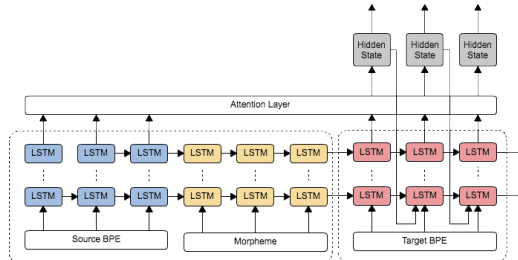 Hidden State
Hidden State
Hidden State
Attention Layer
LSTM LSTM LSTM LSTM LSTM LSTM LSTM LSTM LSTM
LSTM LSTM LSTM LSTM LSTM LSTM LSTM LSTM LSTM
Source BPE
Morpheme
Target BPE